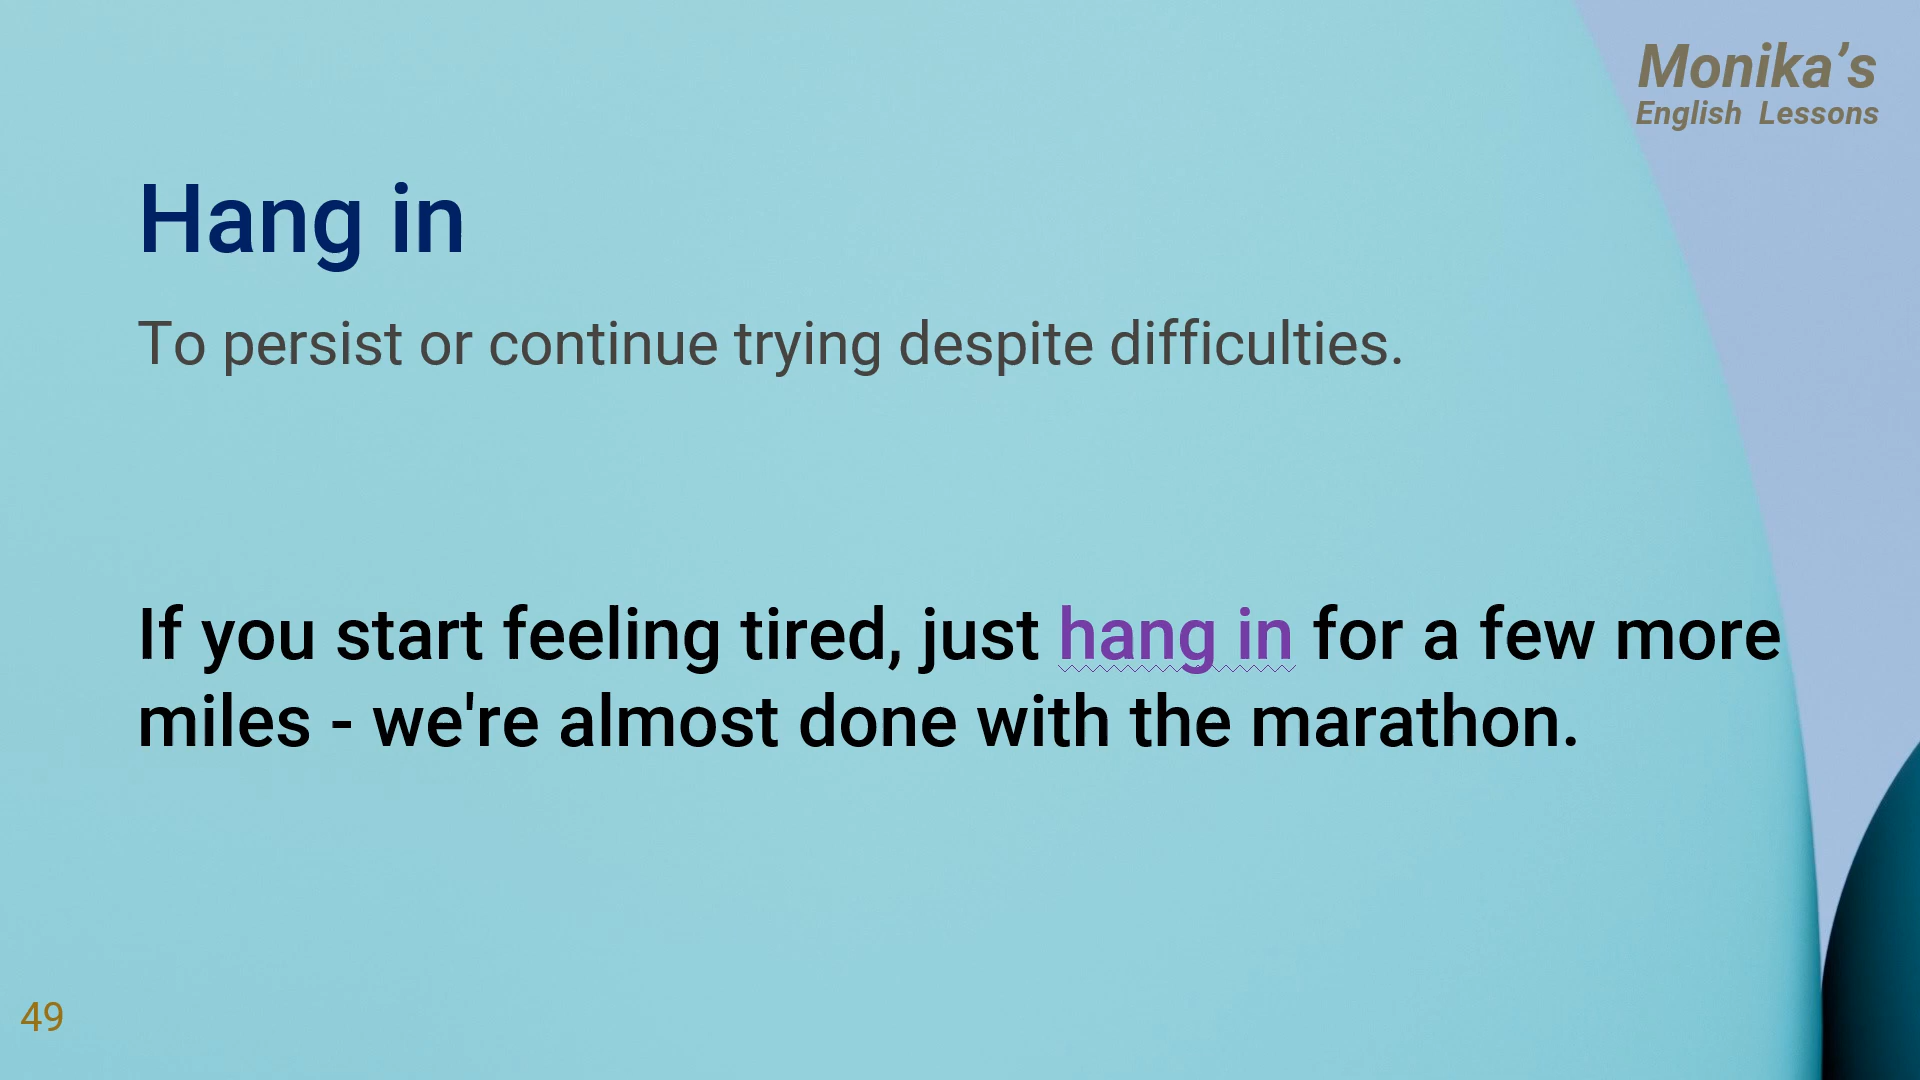 Monika’s
English Lessons
Hang in
To persist or continue trying despite difficulties.
If you start feeling tired, just hang in for a few more
miles - we're almost done with the marathon.
49